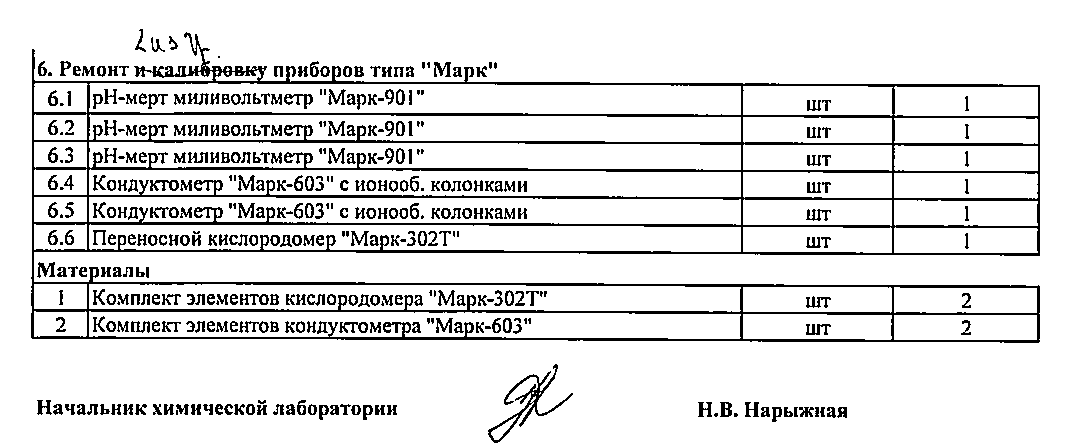 6. Ремонт и калибровку приборов типа "Марк"
6.1 рН-мерт миливольтметр "Марк-901" шт 1
6.2 рН-мерт миливольтметр "Марк-901" шт 1
6.3 рН-мерт миливольтметр "Марк-901" шт 1
6.4 Кондуктометр "Марк-603" с ионооб. колонками шт 1
6.5 Кондуктометр "Марк-603" с ионооб. колонками шт 1
6.6 Переносной кислородомер "Марк-302Т" шт 1
Материалы
1 Комплект элементов кислородомера "Марк-302Т" шт 2
2 Комплект элементов кондуктометра "Марк-603" шт 2
Начальник химической лаборатории Н.В. Нарыжная